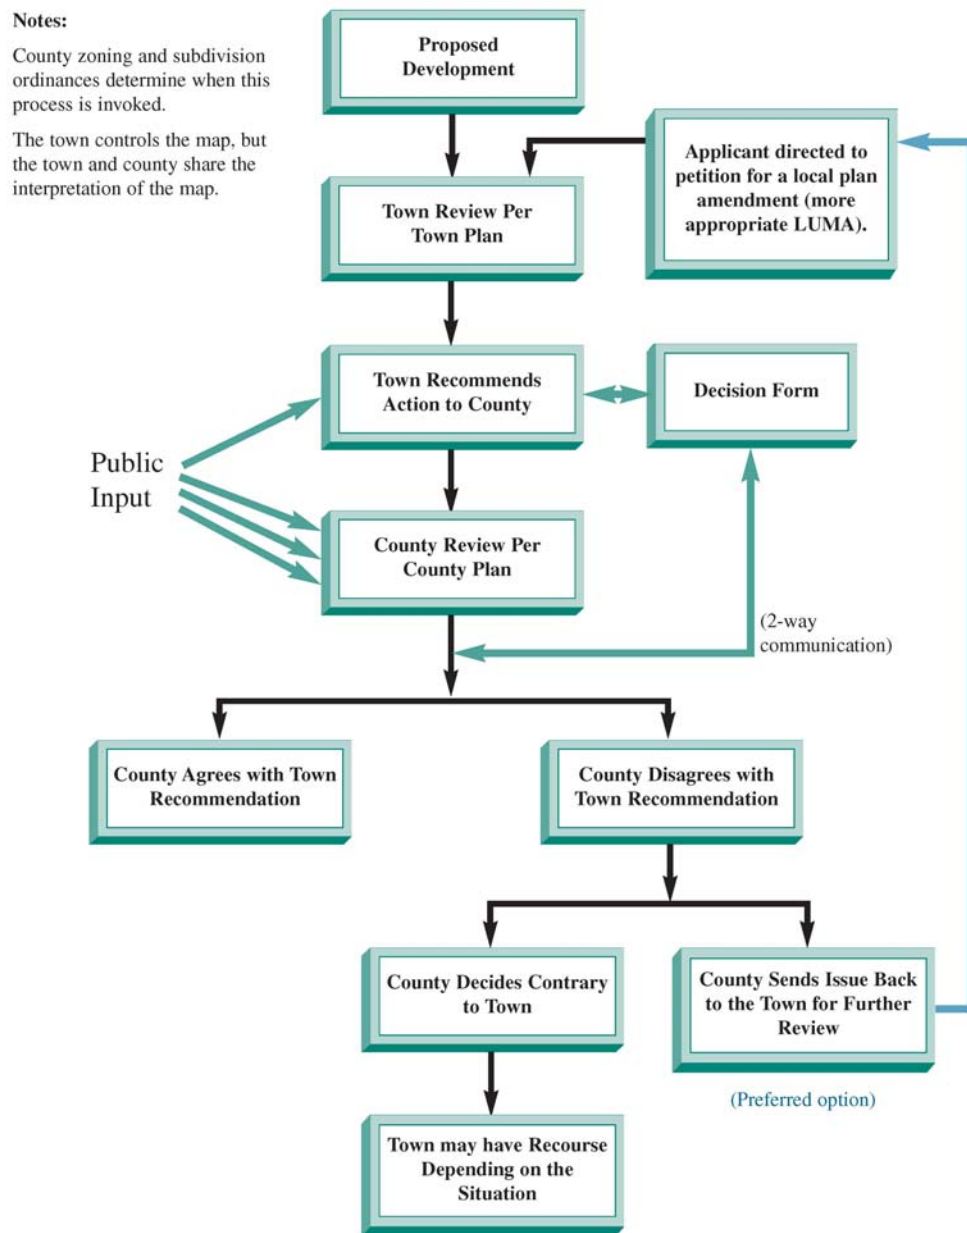 Notes:
County zoning and subdivision
ordinances determine when this
process is invoked.
The town controls the map, but
the town and county share the
interpretation of the map.
Proposed
Development
Applicant directed to
petition for a local plan
amendment (more
appropriate LUMA).
Town Review Per
Town Plan
Town Recommends
Action to County
Decision Form
Public
Input
County Review Per
County Plan
(2-way
communication)
County Agrees with Town
Recommendation
County Disagrees with
Town Recommendation
County Decides Contrary
to Town
County Sends Issue Back
to the Town for Further
Review
(Preferred option)
Town may have Recourse
Depending on the
Situation